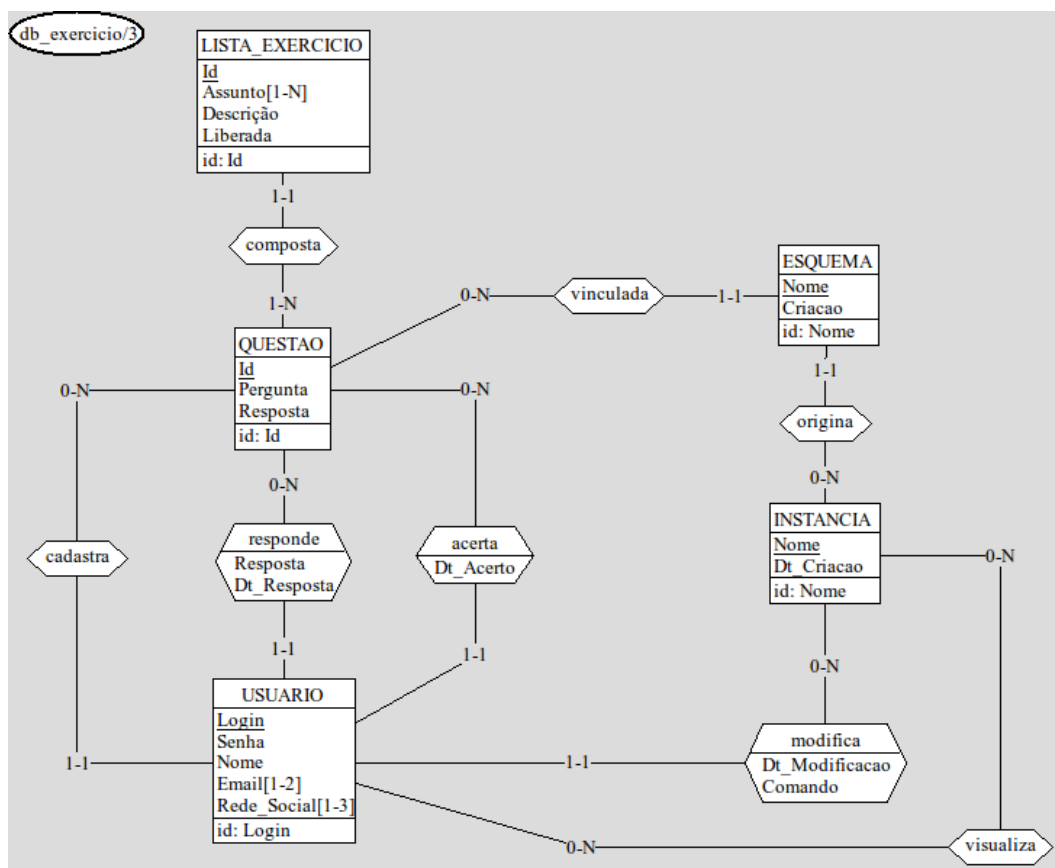 db_exercicio/3
LISTA_EXERCICIO
Id
Assunto[1-N]
Descrição
Liberada
id: Id
1-1
composta
1-N
0-N
vinculada
1-1
ESQUEMA
Nome
Criacao
id: Nome
1-1
origina
0-N
QUESTAO
Id
Pergunta
Resposta
id: Id
0-N
0-N
0-N
cadastra
responde
Resposta
Dt_Resposta
acerta
Dt_Acerto
INSTANCIA
Nome
Dt_Criacao
id: Nome
0-N
0-N
1-1
1-1
1-1
USUARIO
Login
Senha
Nome
Email[1-2]
Rede_Social[1-3]
id: Login
1-1
modifica
Dt_Modificacao
Comando
0-N
visualiza